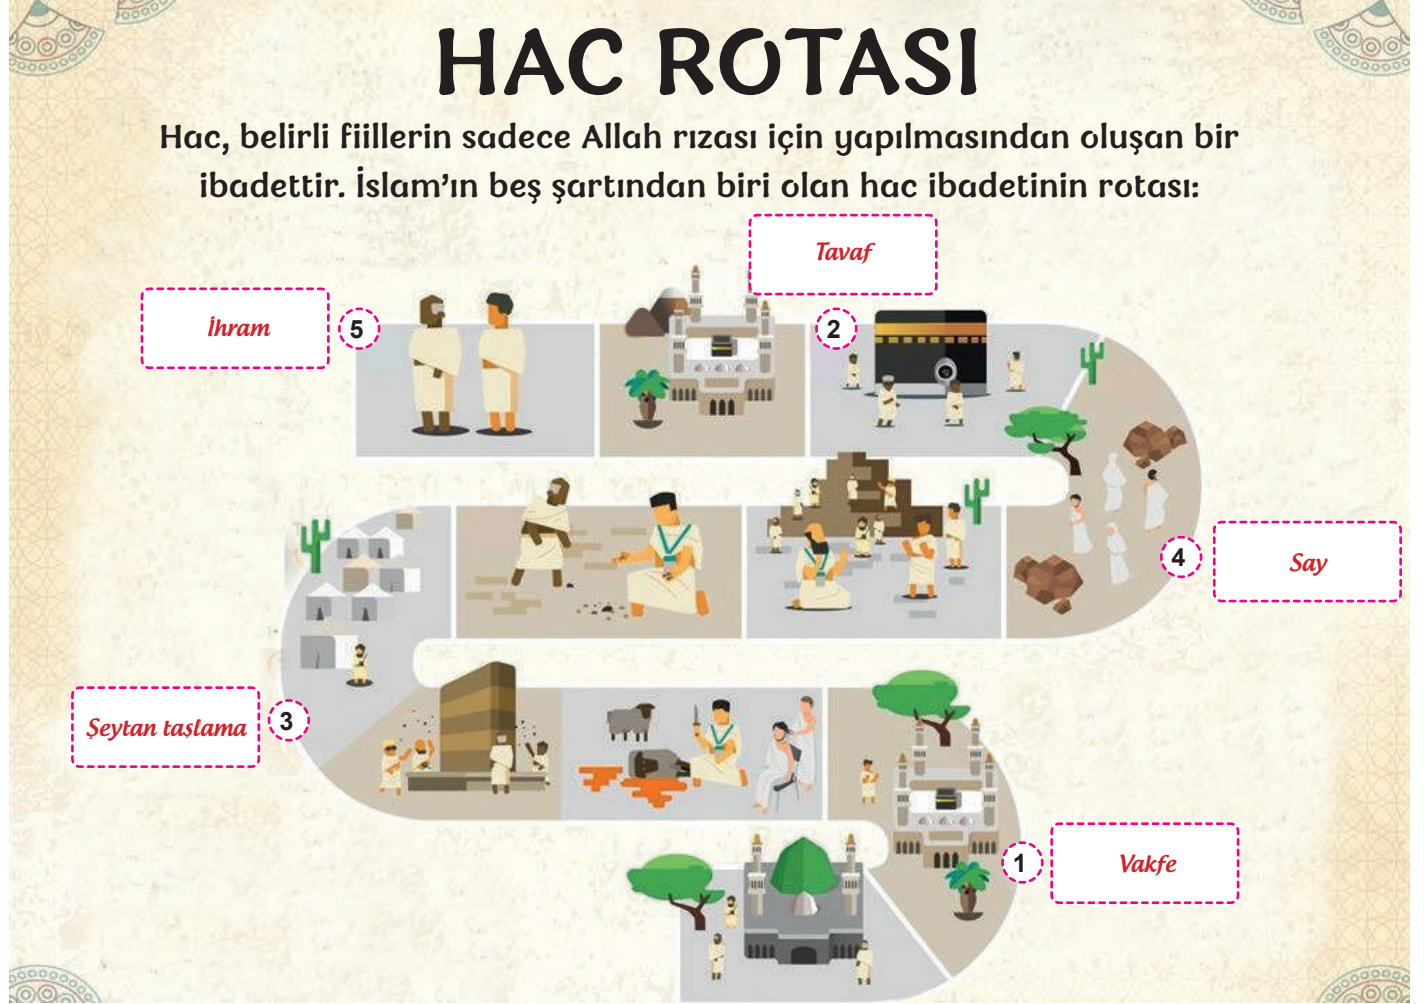 HAC ROTASI
Hac, belirli fiillerin sadece Allah rızası için yapılmasından oluşan bir
ibadettir. İslam’ın beş şartından biri olan hac ibadetinin rotası:
Tavaf
İhram
5
2
4
Say
Şeytan taşlama
3
1
Vakfe